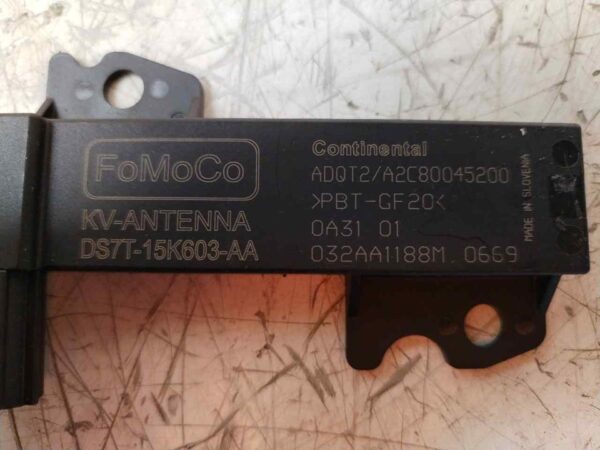 FoMoCo
KV-ANTENNA
DS7T-15K603-AA
Continental
ADQT2/A2C80045200
>PBT-GF20<
0A31 01
032AA1188M.0669
MADE IN SLOVENIA